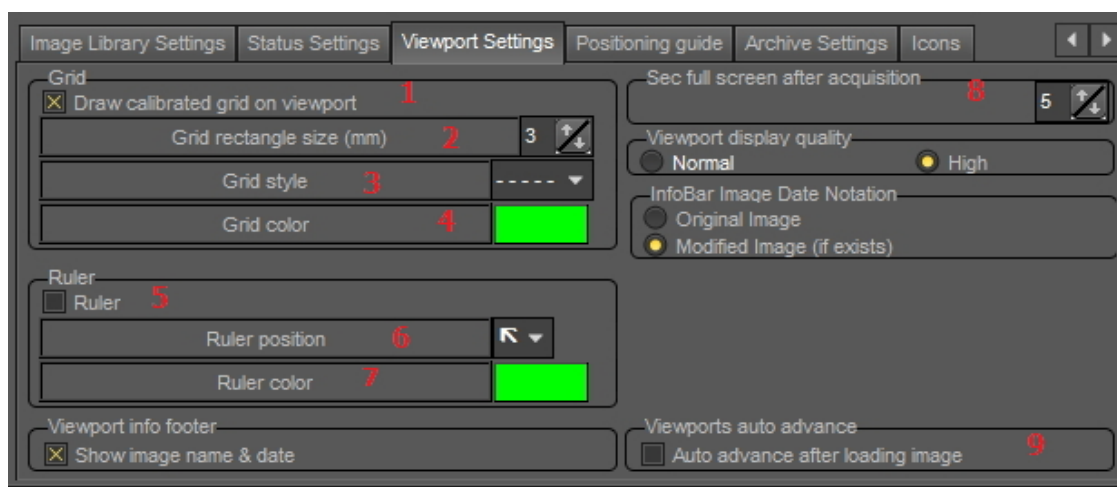 Image Library Settings Status Settings Viewport Settings Positioning guide Archive Settings Icons
Grid
Draw calibrated grid on viewport 1
Grid rectangle size (mm) 2 3
Grid style 3 -----
Grid color 4
Ruler
Ruler 5
Ruler position 6
Ruler color 7
Viewport info footer
Show image name & date
Sec full screen after acquisition 8
5
Viewport display quality
Normal High
InfoBar Image Date Notation
Original Image
Modified Image (if exists)
Viewports auto advance 9
Auto advance after loading image